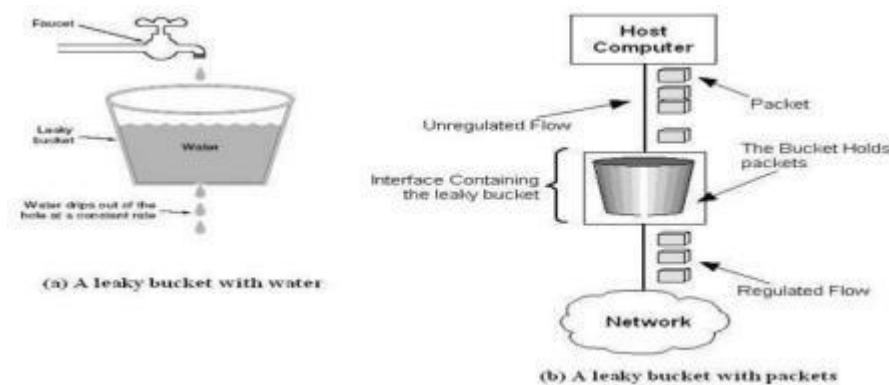 Faucet
Leaky
bucket
Water
Water drips out of the
hole at a constant rate
(a) A leaky bucket with water
Host
Computer
Packet
Unregulated Flow
The Bucket Holds
packets
Interface Containing
the leaky bucket
Regulated Flow
Network
(b) A leaky bucket with packets